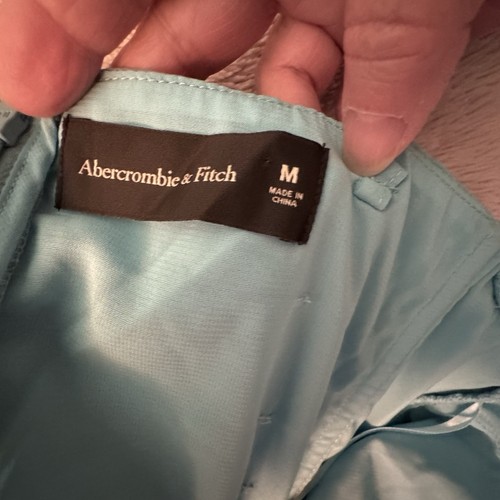 Abercrombie & Fitch
M
MADE IN
CHINA